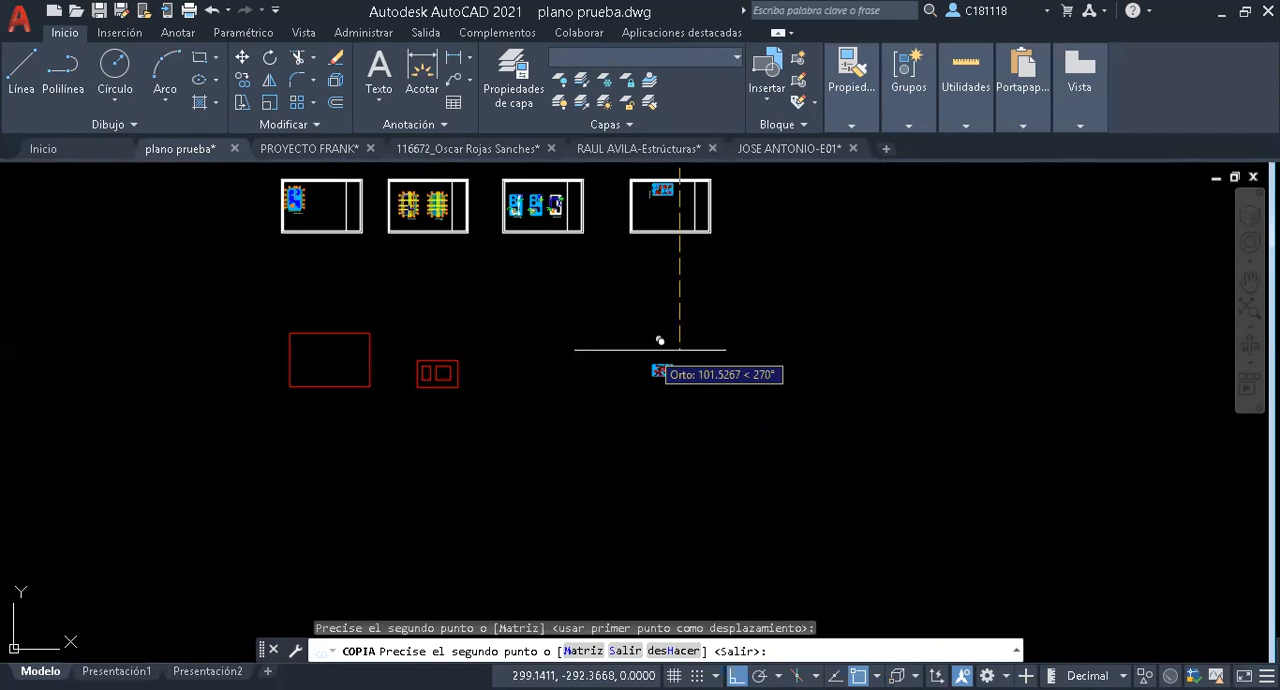 Autodesk AutoCAD 2021 plano prueba.dwg
Escriba palabra clave o frase
C181118
Inicio Inserción Anotar Paramétrico Vista Administrar Salida Complementos Colaborar Aplicaciones destacadas
Línea Polilínea Círculo Arco
Texto Acotar
Propiedades de capa
Insertar
Propied... Grupos Utilidades Portapap... Vista
Dibujo Modificar Anotación Capas Bloque
Inicio plano prueba* PROYECTO FRANK* 116672_Oscar Rojas Sanches* RAUL AVILA-Estrúcturas* JOSE ANTONIO-E01*
Orto: 101.5267 < 270°
Y
X
Precise el segundo punto o [Matriz] <usar primer punto como desplazamiento>:
COPIA Precise el segundo punto o [Matriz Salir desHacer] <Salir>:
Modelo Presentación1 Presentación2 299.1411, -292.3668, 0.0000 Decimal